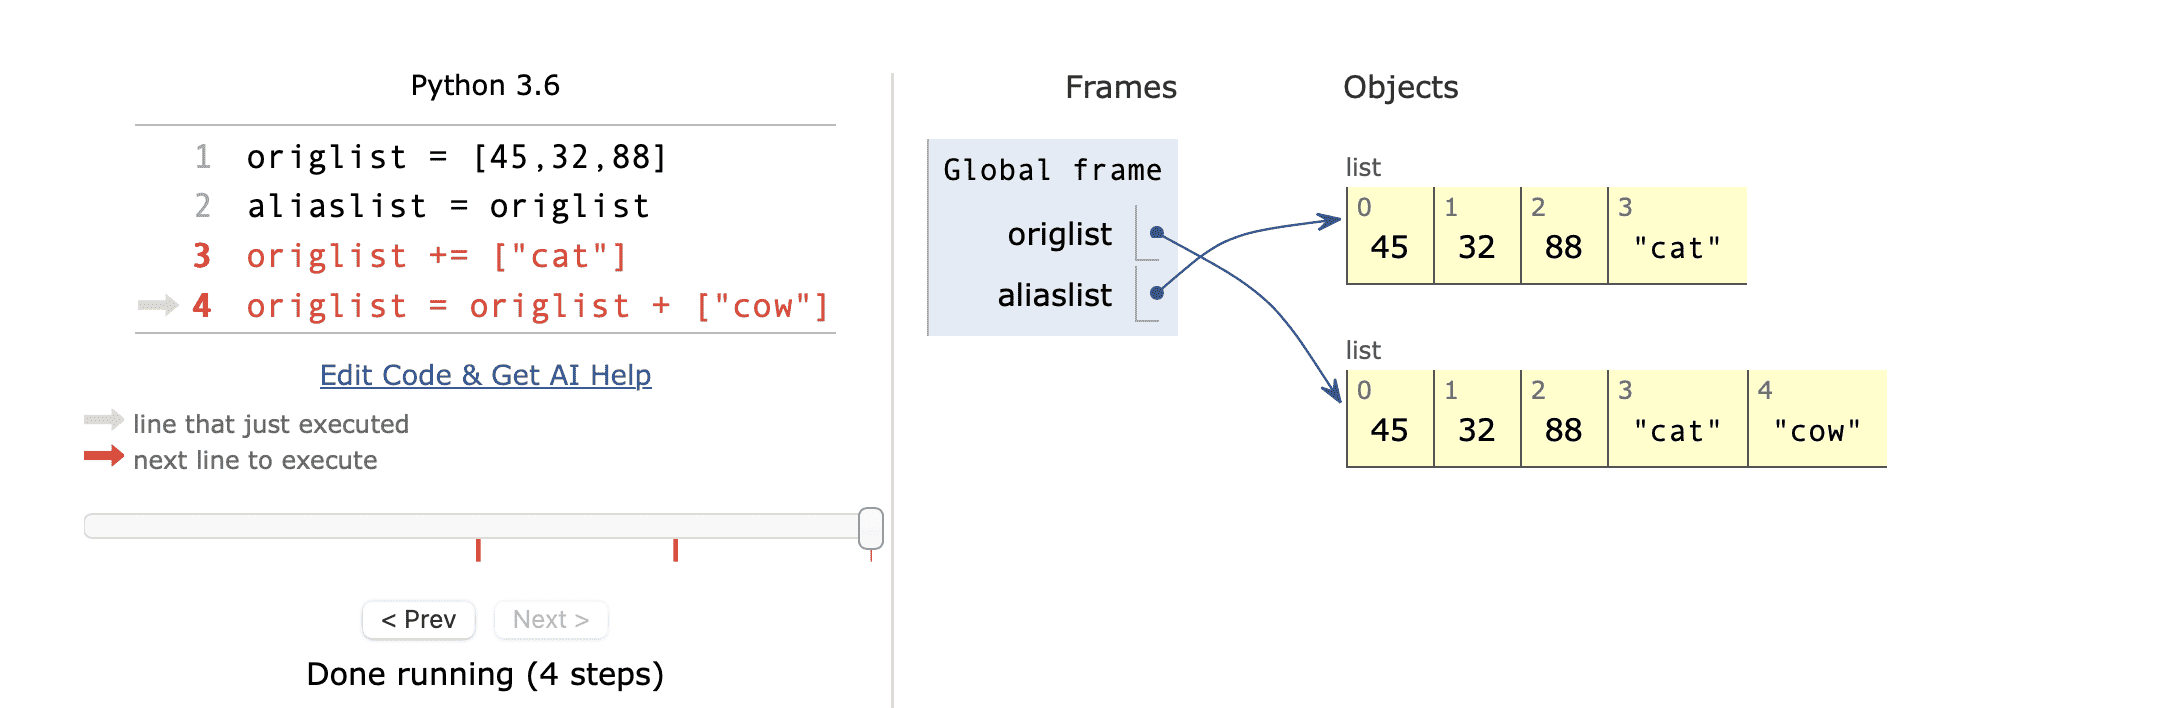 Python 3.6
1 origlist = [45,32,88]
2 aliaslist = origlist
3 origlist += ["cat"]
4 origlist = origlist + ["cow"]
Edit Code & Get AI Help
line that just executed
next line to execute
< Prev Next >
Done running (4 steps)
Frames Objects
Global frame
origlist
aliaslist
list
0 1 2 3
45 32 88 "cat"
list
0 1 2 3 4
45 32 88 "cat" "cow"